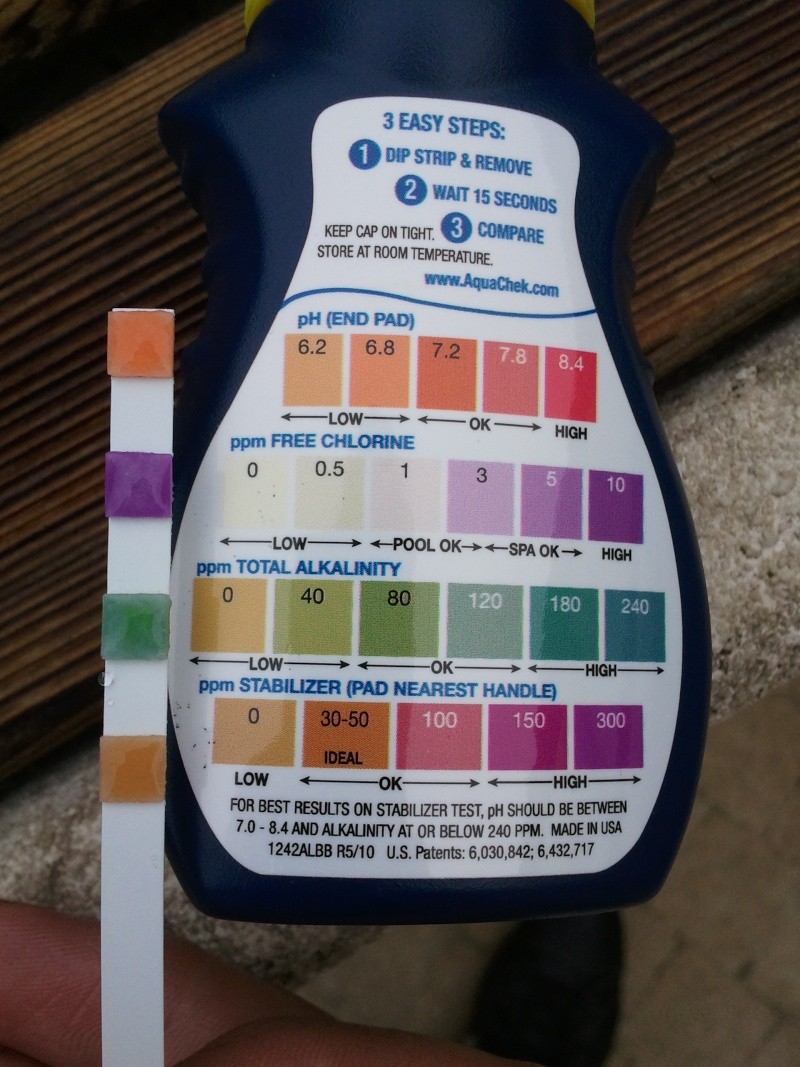 3 EASY STEPS:
1 DIP STRIP & REMOVE
2 WAIT 15 SECONDS
KEEP CAP ON TIGHT. 3 COMPARE
STORE AT ROOM TEMPERATURE.
www.AquaChek.com
pH (END PAD)
6.2 6.8 7.2 7.8 8.4
LOW OK HIGH
ppm FREE CHLORINE
0 0.5 1 3 5 10
LOW POOL OK SPA OK HIGH
ppm TOTAL ALKALINITY
0 40 80 120 180 240
LOW OK HIGH
ppm STABILIZER (PAD NEAREST HANDLE)
0 30-50 100 150 300
IDEAL
LOW OK HIGH
FOR BEST RESULTS ON STABILIZER TEST, pH SHOULD BE BETWEEN
7.0 - 8.4 AND ALKALINITY AT OR BELOW 240 PPM. MADE IN USA
1242ALBB R5/10 U.S. Patents: 6,030,842; 6,432,717